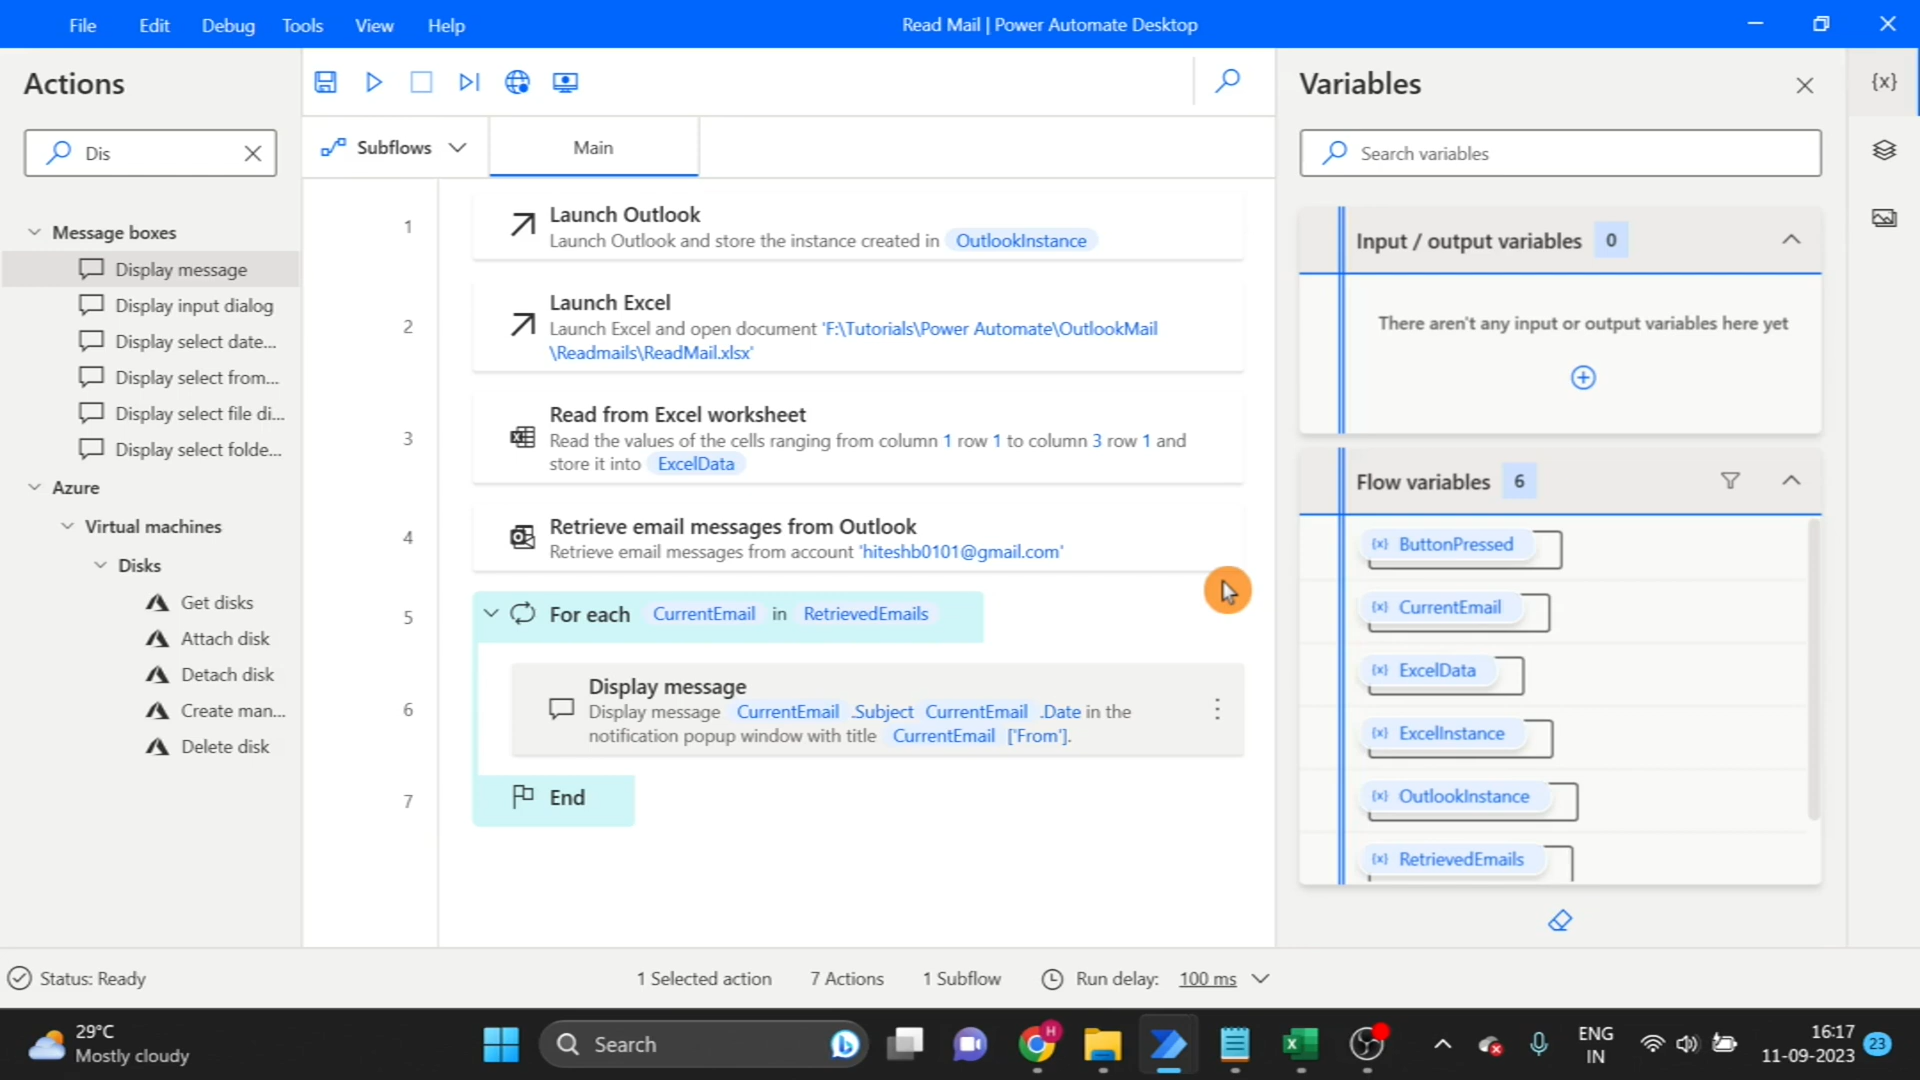 File Edit Debug Tools View Help
Read Mail | Power Automate Desktop
Actions
Dis
Message boxes
Display message
Display input dialog
Display select date...
Display select from...
Display select file di...
Display select folde...
Azure
Virtual machines
Disks
Get disks
Attach disk
Detach disk
Create man...
Delete disk
Subflows
Main
1
Launch Outlook
Launch Outlook and store the instance created in OutlookInstance
2
Launch Excel
Launch Excel and open document 'F:\Tutorials\Power Automate\OutlookMail
\Readmails\ReadMail.xlsx'
3
Read from Excel worksheet
Read the values of the cells ranging from column 1 row 1 to column 3 row 1 and
store it into ExcelData
4
Retrieve email messages from Outlook
Retrieve email messages from account 'hiteshb0101@gmail.com'
5
For each CurrentEmail in RetrievedEmails
6
Display message
Display message CurrentEmail .Subject CurrentEmail .Date in the
notification popup window with title CurrentEmail ['From'].
7
End
Variables
{x}
Search variables
Input / output variables 0
There aren't any input or output variables here yet
Flow variables 6
{x} ButtonPressed
{x} CurrentEmail
{x} ExcelData
{x} ExcelInstance
{x} OutlookInstance
{x} RetrievedEmails
Status: Ready
1 Selected action
7 Actions
1 Subflow
Run delay: 100 ms
29°C
Mostly cloudy
Search
H
ENG
IN
16:17
11-09-2023
23